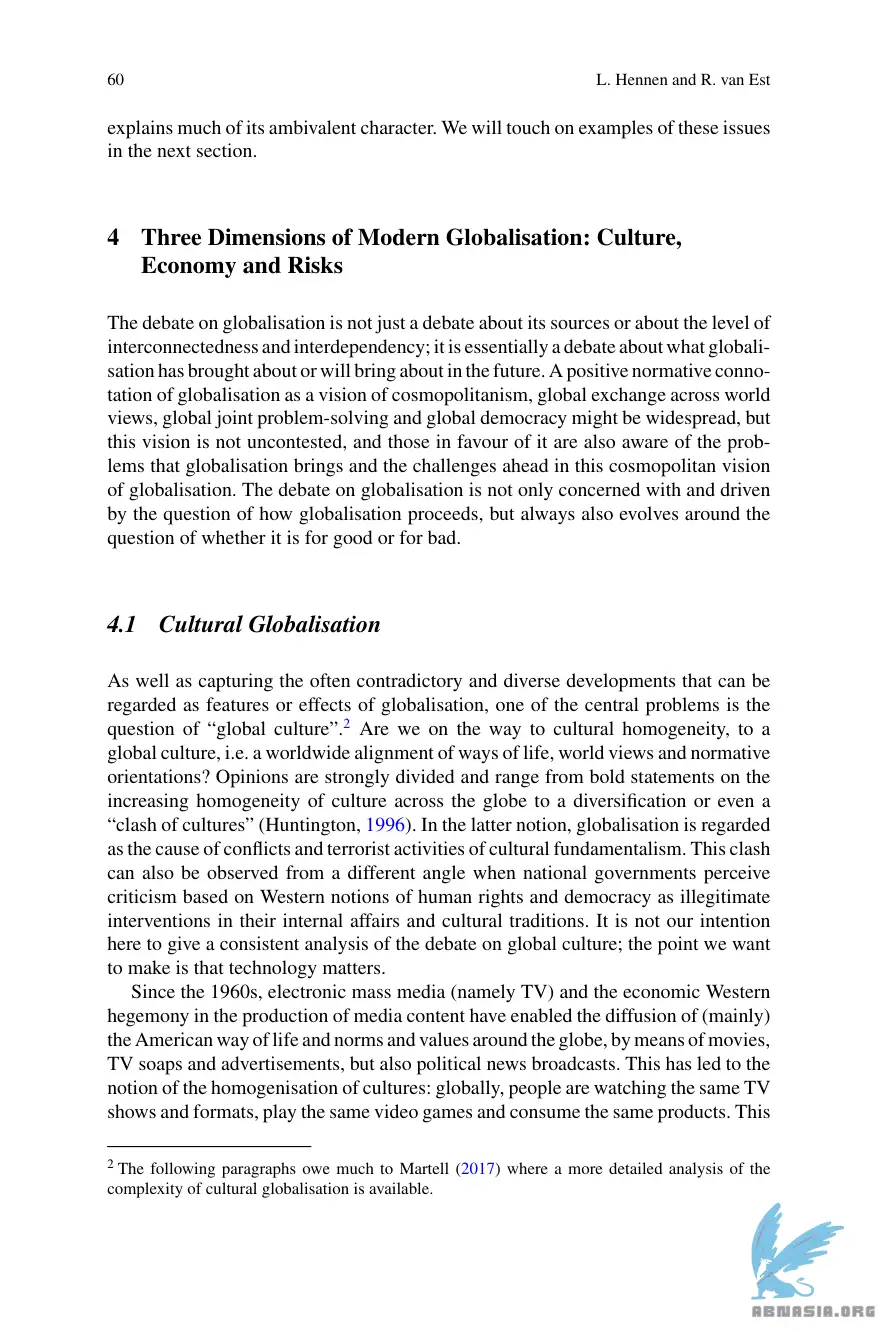 60
L. Hennen and R. van Est
explains much of its ambivalent character. We will touch on examples of these issues
in the next section.
4 Three Dimensions of Modern Globalisation: Culture,
Economy and Risks
The debate on globalisation is not just a debate about its sources or about the level of
interconnectedness and interdependency; it is essentially a debate about what globali-
sation has brought about or will bring about in the future. A positive normative conno-
tation of globalisation as a vision of cosmopolitanism, global exchange across world
views, global joint problem-solving and global democracy might be widespread, but
this vision is not uncontested, and those in favour of it are also aware of the prob-
lems that globalisation brings and the challenges ahead in this cosmopolitan vision
of globalisation. The debate on globalisation is not only concerned with and driven
by the question of how globalisation proceeds, but always also evolves around the
question of whether it is for good or for bad.
4.1 Cultural Globalisation
As well as capturing the often contradictory and diverse developments that can be
regarded as features or effects of globalisation, one of the central problems is the
question of “global culture”.2 Are we on the way to cultural homogeneity, to a
global culture, i.e. a worldwide alignment of ways of life, world views and normative
orientations? Opinions are strongly divided and range from bold statements on the
increasing homogeneity of culture across the globe to a diversification or even a
“clash of cultures” (Huntington, 1996). In the latter notion, globalisation is regarded
as the cause of conflicts and terrorist activities of cultural fundamentalism. This clash
can also be observed from a different angle when national governments perceive
criticism based on Western notions of human rights and democracy as illegitimate
interventions in their internal affairs and cultural traditions. It is not our intention
here to give a consistent analysis of the debate on global culture; the point we want
to make is that technology matters.
Since the 1960s, electronic mass media (namely TV) and the economic Western
hegemony in the production of media content have enabled the diffusion of (mainly)
the American way of life and norms and values around the globe, by means of movies,
TV soaps and advertisements, but also political news broadcasts. This has led to the
notion of the homogenisation of cultures: globally, people are watching the same TV
shows and formats, play the same video games and consume the same products. This
2 The following paragraphs owe much to Martell (2017) where a more detailed analysis of the
complexity of cultural globalisation is available.
ABNASIA.ORG